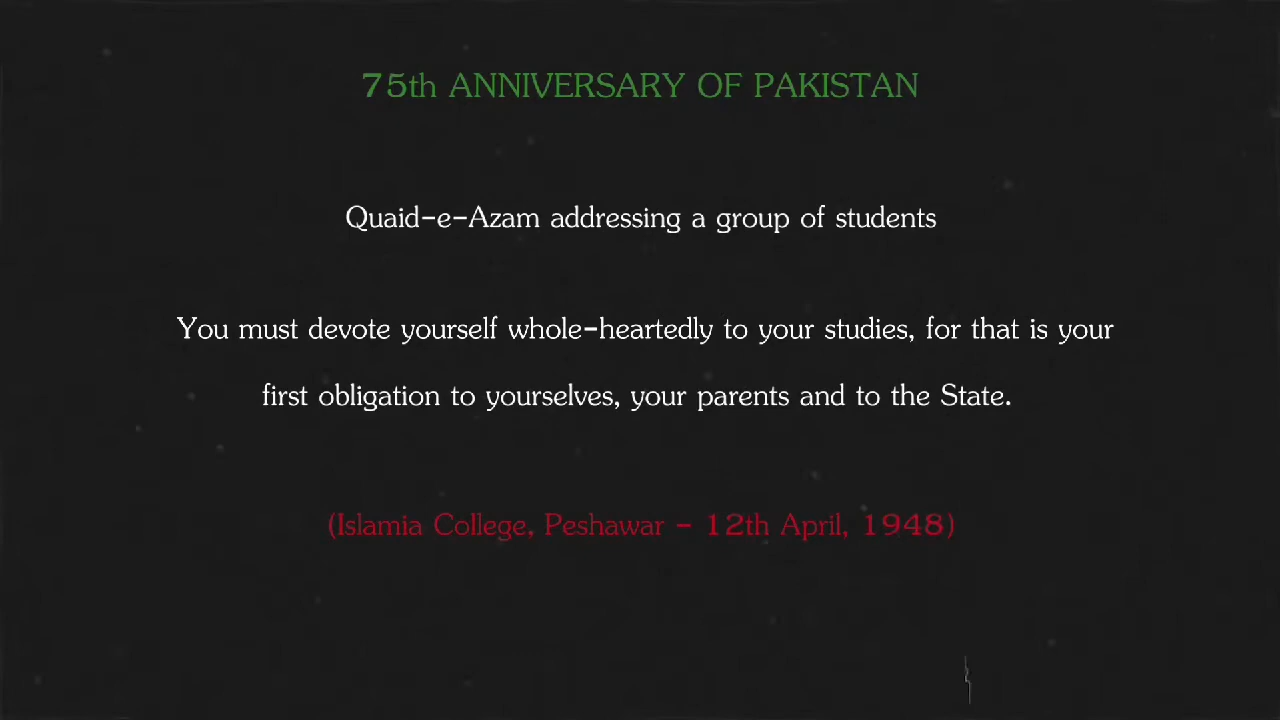 75th ANNIVERSARY OF PAKISTAN
Quaid-e-Azam addressing a group of students
You must devote yourself whole-heartedly to your studies, for that is your
first obligation to yourselves, your parents and to the State.
(Islamia College, Peshawar - 12th April, 1948)